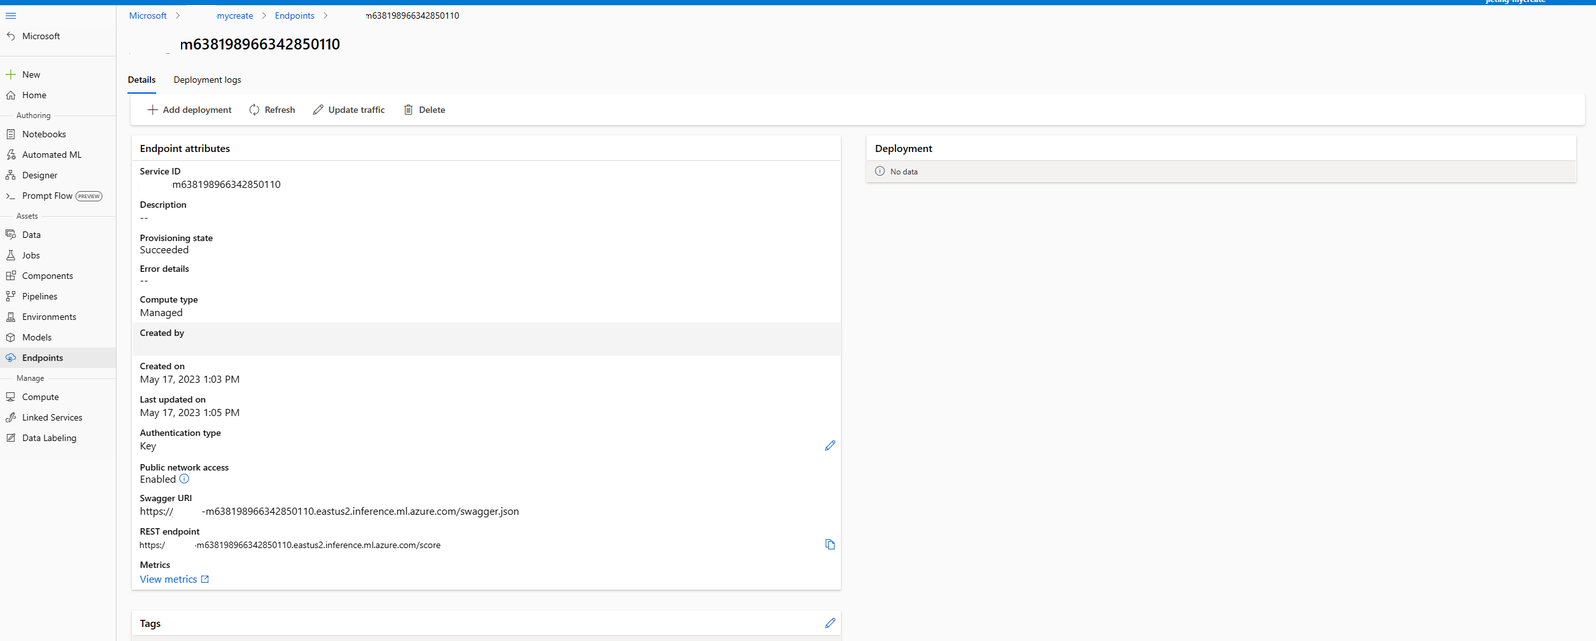 Microsoft > mycreate > Endpoints > m638198966342850110
Microsoft
m638198966342850110
New
Home
Authoring
Notebooks
Automated ML
Designer
Prompt Flow PREVIEW
Assets
Data
Jobs
Components
Pipelines
Environments
Models
Endpoints
Manage
Compute
Linked Services
Data Labeling
Details Deployment logs
Add deployment Refresh Update traffic Delete
Endpoint attributes
Service ID
m638198966342850110
Description
--
Provisioning state
Succeeded
Error details
--
Compute type
Managed
Created by
Created on
May 17, 2023 1:03 PM
Last updated on
May 17, 2023 1:05 PM
Authentication type
Key
Public network access
Enabled
Swagger URI
https:// -m638198966342850110.eastus2.inference.ml.azure.com/swagger.json
REST endpoint
https:/ -m638198966342850110.eastus2.inference.ml.azure.com/score
Metrics
View metrics
Tags
Deployment
No data